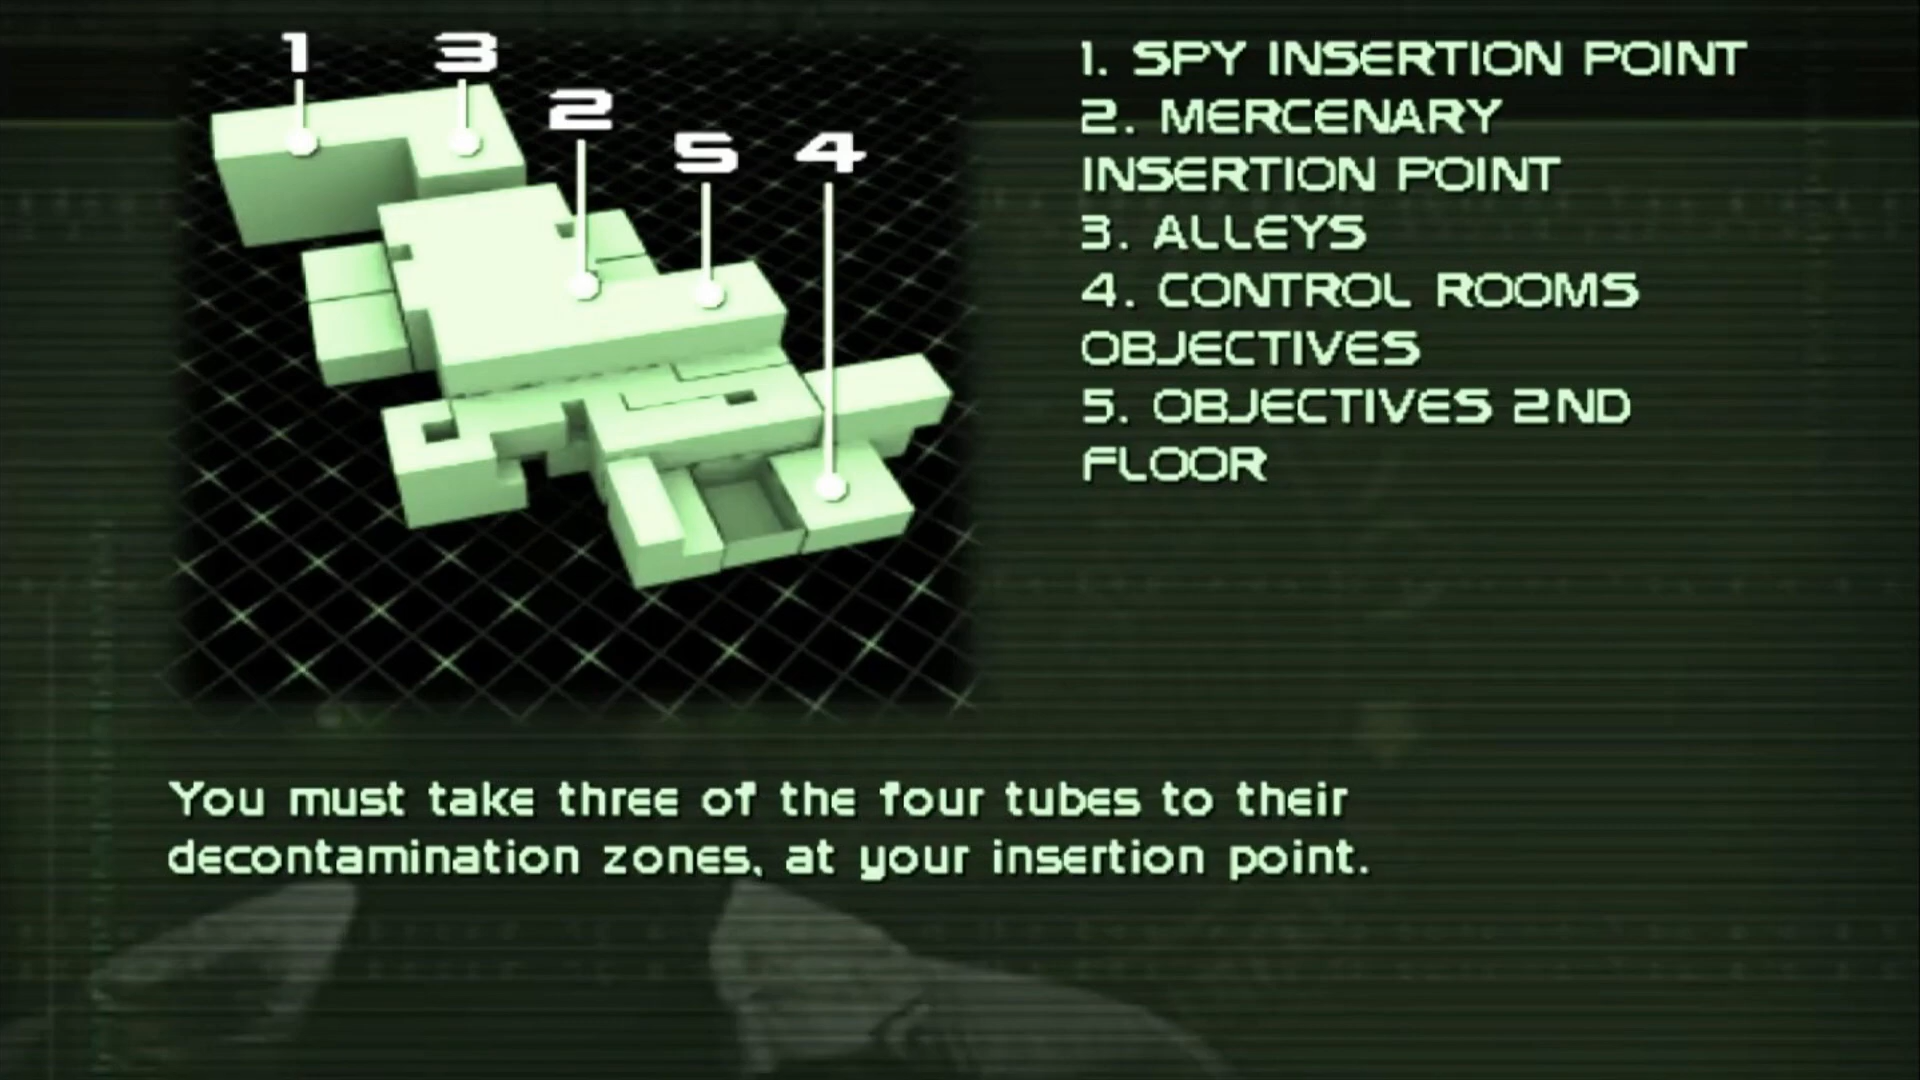 1 3
2
5 4
1. SPY INSERTION POINT
2. MERCENARY
INSERTION POINT
3. ALLEYS
4. CONTROL ROOMS
OBJECTIVES
5. OBJECTIVES 2ND
FLOOR
You must take three of the four tubes to their
decontamination zones, at your insertion point.